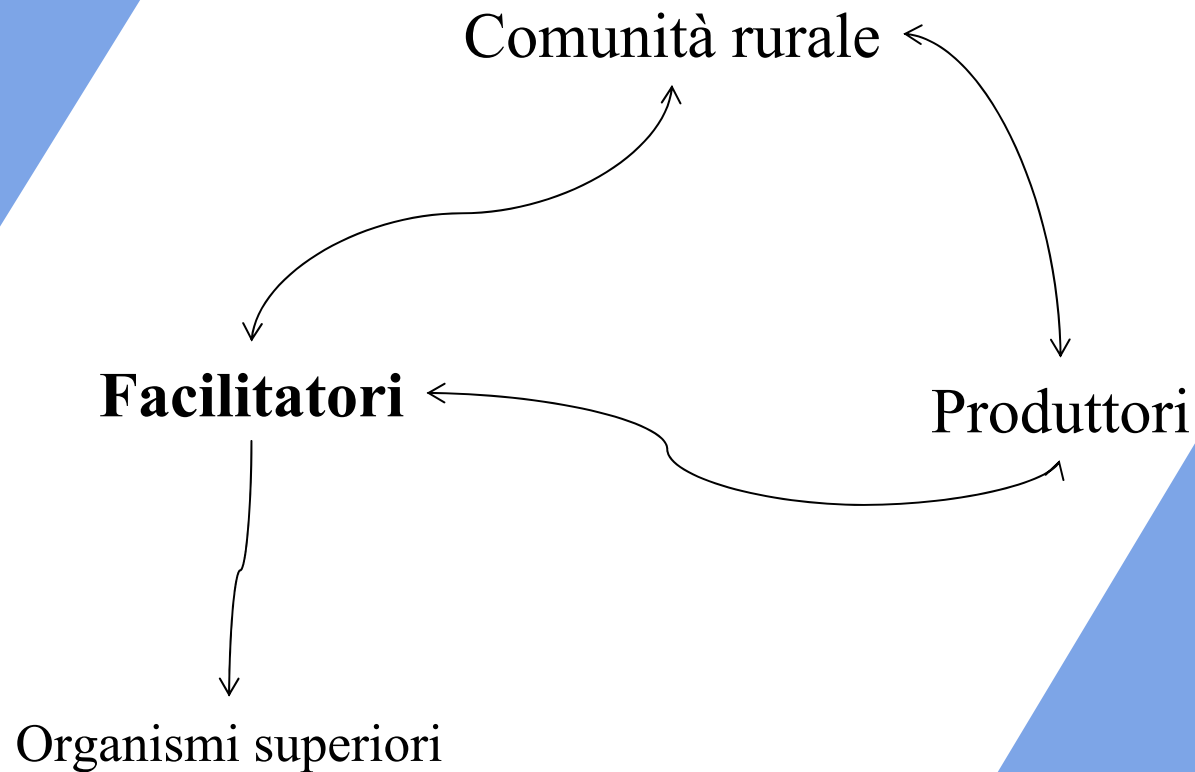 Comunità rurale
Facilitatori
Produttori
Organismi superiori